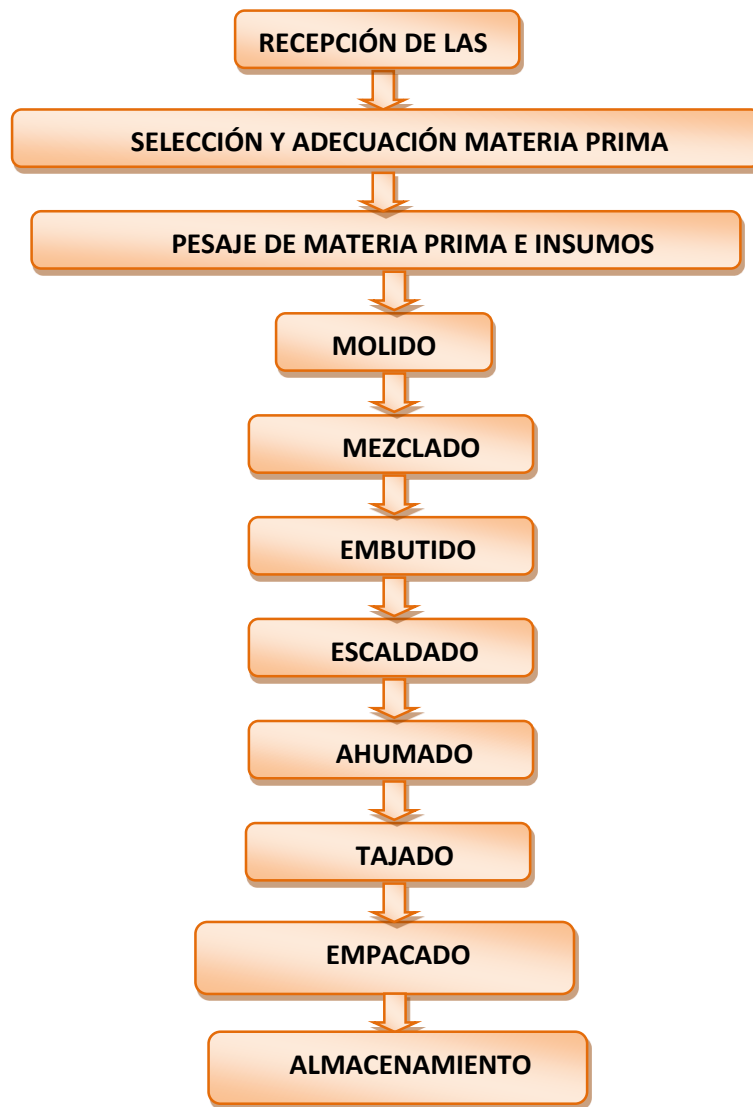 RECEPCIÓN DE LAS
SELECCIÓN Y ADECUACIÓN MATERIA PRIMA
PESAJE DE MATERIA PRIMA E INSUMOS
MOLIDO
MEZCLADO
EMBUTIDO
ESCALDADO
AHUMADO
TAJADO
EMPACADO
ALMACENAMIENTO